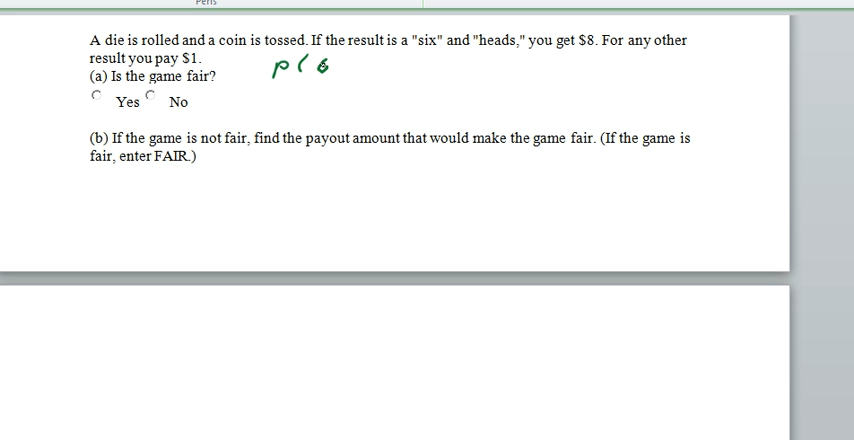 Pens
A die is rolled and a coin is tossed. If the result is a "six" and "heads," you get $8. For any other
result you pay $1.
P(6
(a) Is the game fair?
Yes No
(b) If the game is not fair, find the payout amount that would make the game fair. (If the game is
fair, enter FAIR.)